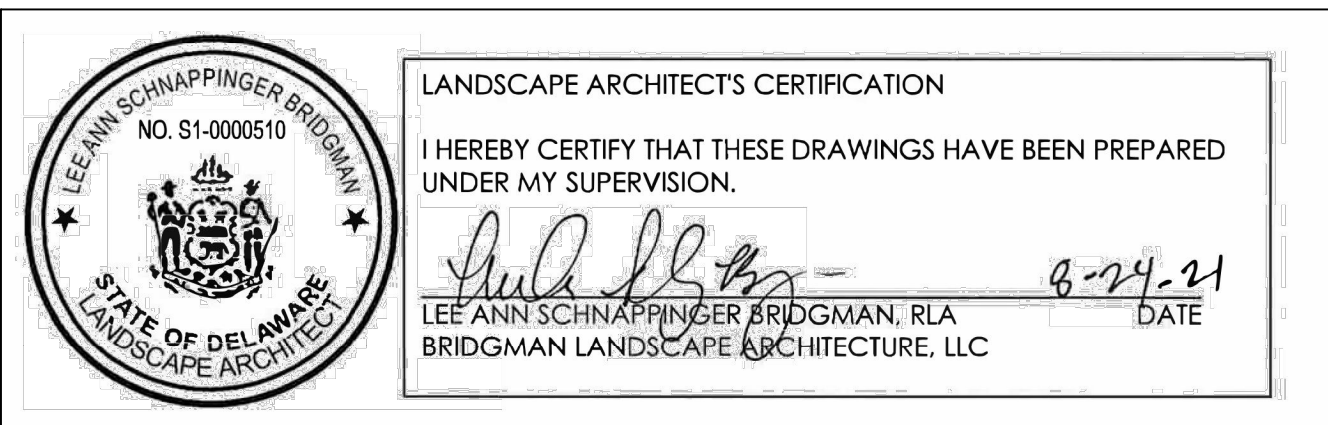 LEE ANN SCHNAPPINGER BRIDGMAN
NO. S1-0000510
STATE OF DELAWARE
LANDSCAPE ARCHITECT
LANDSCAPE ARCHITECT'S CERTIFICATION
I HEREBY CERTIFY THAT THESE DRAWINGS HAVE BEEN PREPARED
UNDER MY SUPERVISION.
8-24-21
LEE ANN SCHNAPPINGER BRIDGMAN, RLA DATE
BRIDGMAN LANDSCAPE ARCHITECTURE, LLC